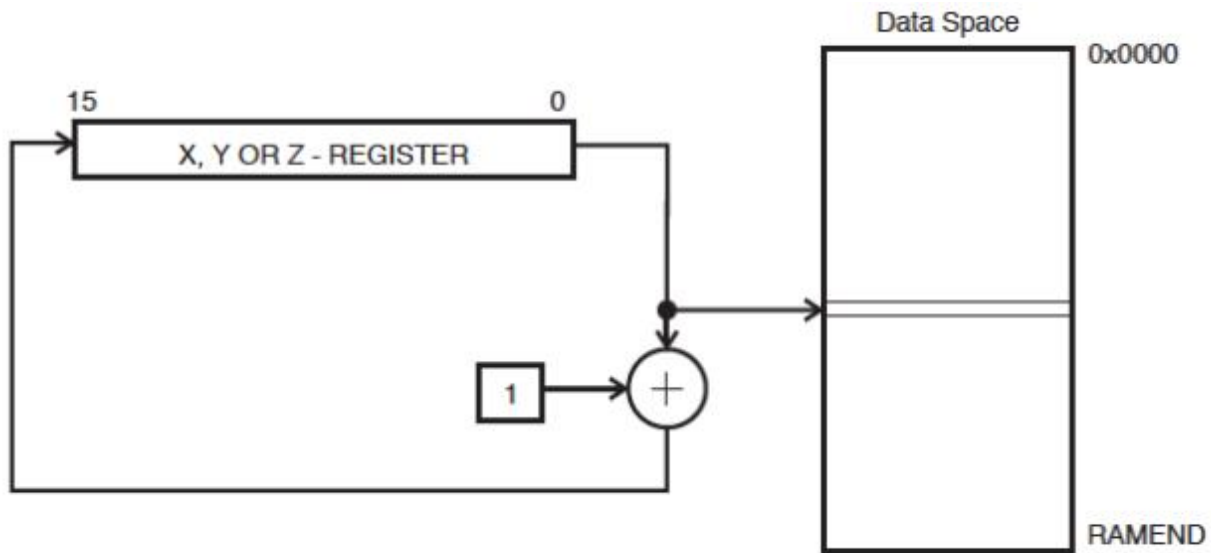 Data Space
0x0000
15 0
X, Y OR Z - REGISTER
1
+
RAMEND